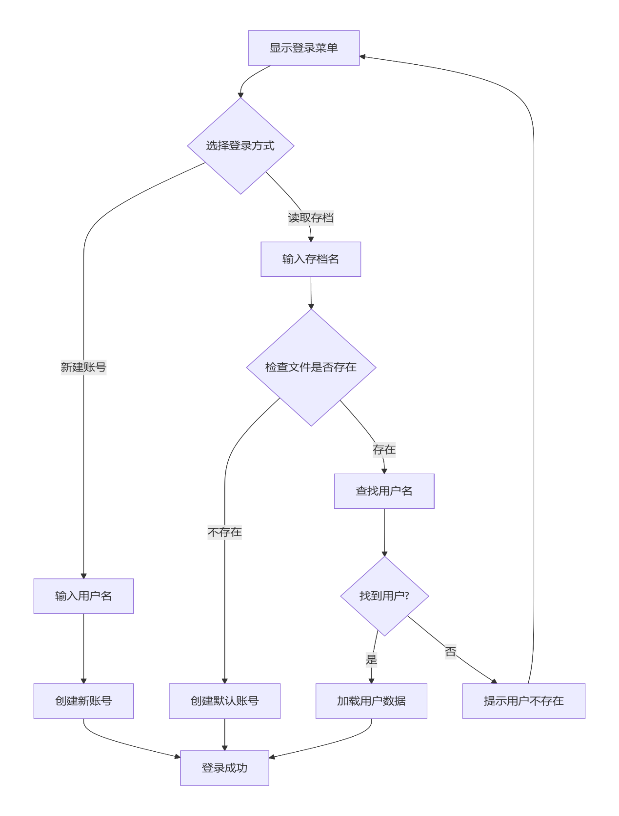 显示登录菜单
选择登录方式
读取存档
输入存档名
新建账号
检查文件是否存在
存在
查找用户名
不存在
输入用户名
找到用户?
是
否
创建新账号
创建默认账号
加载用户数据
提示用户不存在
登录成功